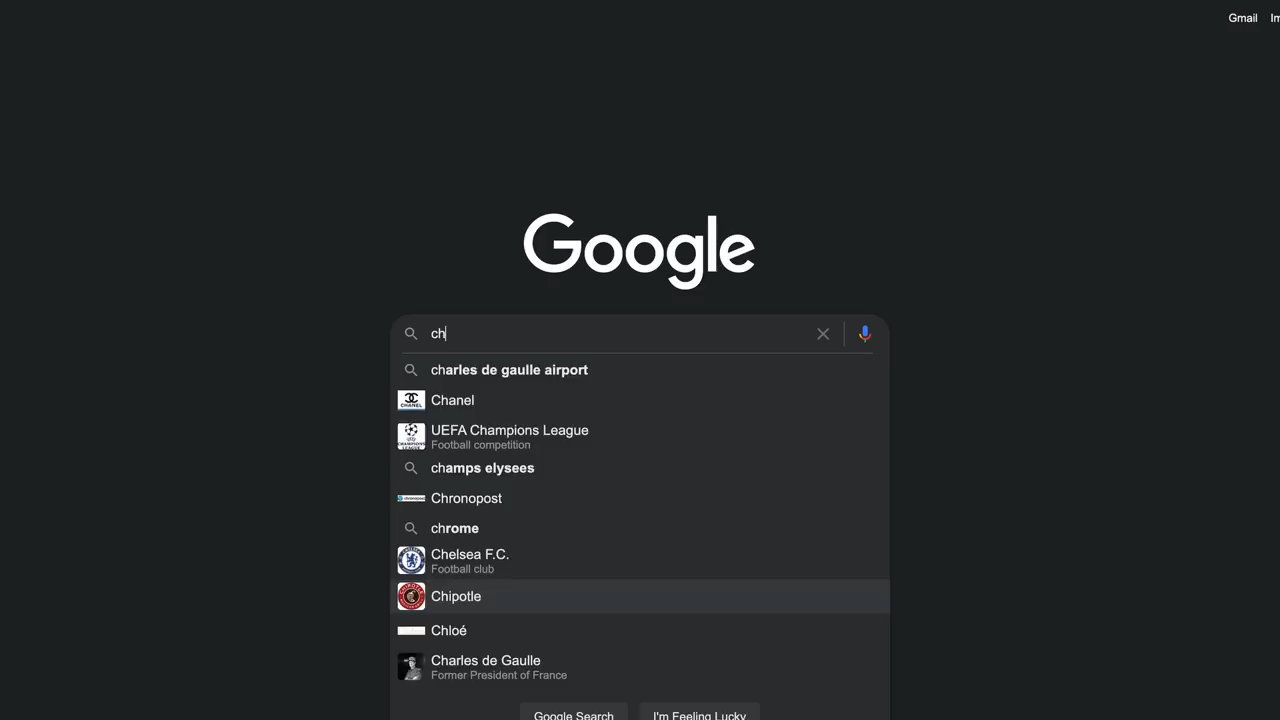 Gmail
Google
ch
charles de gaulle airport
CHANEL
Chanel
UEFA Champions League
Football competition
champs elysees
Chronopost
chrome
Chelsea F.C.
Football club
Chipotle
Chloé
Charles de Gaulle
Former President of France
Google Search
I'm Feeling Lucky